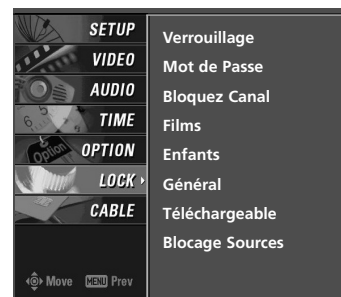 SETUP
VIDEO
AUDIO
TIME
OPTION
LOCK
CABLE
Move MENU Prev
Verrouillage
Mot de Passe
Bloquez Canal
Films
Enfants
Général
Téléchargeable
Blocage Sources